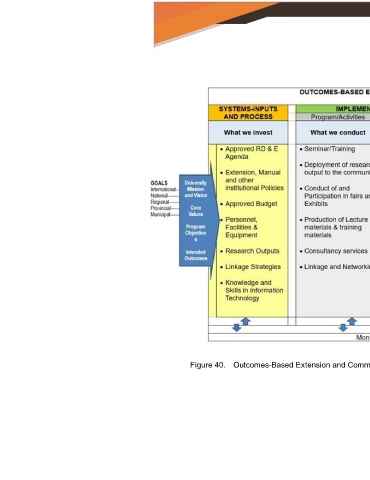 OUTCOMES-BASED E
SYSTEMS-INPUTS
AND PROCESS
IMPLEMEN
Program/Activities
What we invest
What we conduct
GOALS
International
National
Regional
Provincial
Municipal
University
Mission
and Vision
Core
Values
Program
Objective
s
Intended
Outcomes
• Approved RD & E
Agenda
• Extension, Manual
and other
institutional Policies
• Approved Budget
• Personnel,
Facilities &
Equipment
• Research Outputs
• Linkage Strategies
• Knowledge and
Skills in Information
Technology
• Seminar/Training
• Deployment of researc
output to the communi
• Conduct of and
Participation in fairs an
Exhibits
• Production of Lecture
materials & training
materials
• Consultancy services
• Linkage and Networkin
Mon
Figure 40. Outcomes-Based Extension and Comm